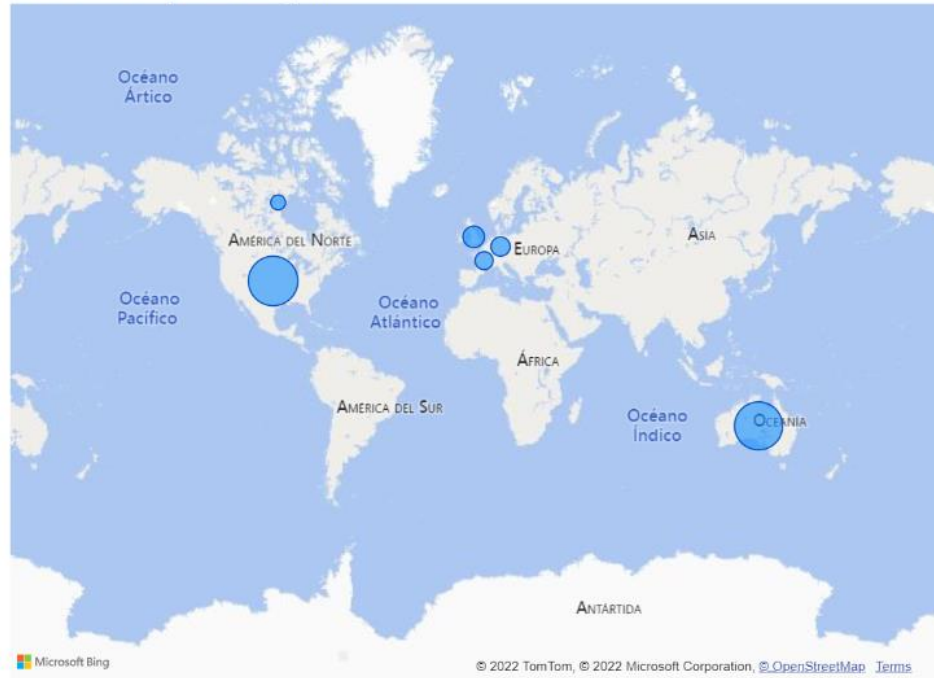 Océano
Ártico
AMÉRICA DEL NORTE
EUROPA
ASIA
Océano
Pacífico
Océano
Atlántico
ÁFRICA
AMÉRICA DEL SUR
Océano
Índico
OCEANÍA
ANTÁRTIDA
Microsoft Bing
© 2022 TomTom, © 2022 Microsoft Corporation, © OpenStreetMap Terms